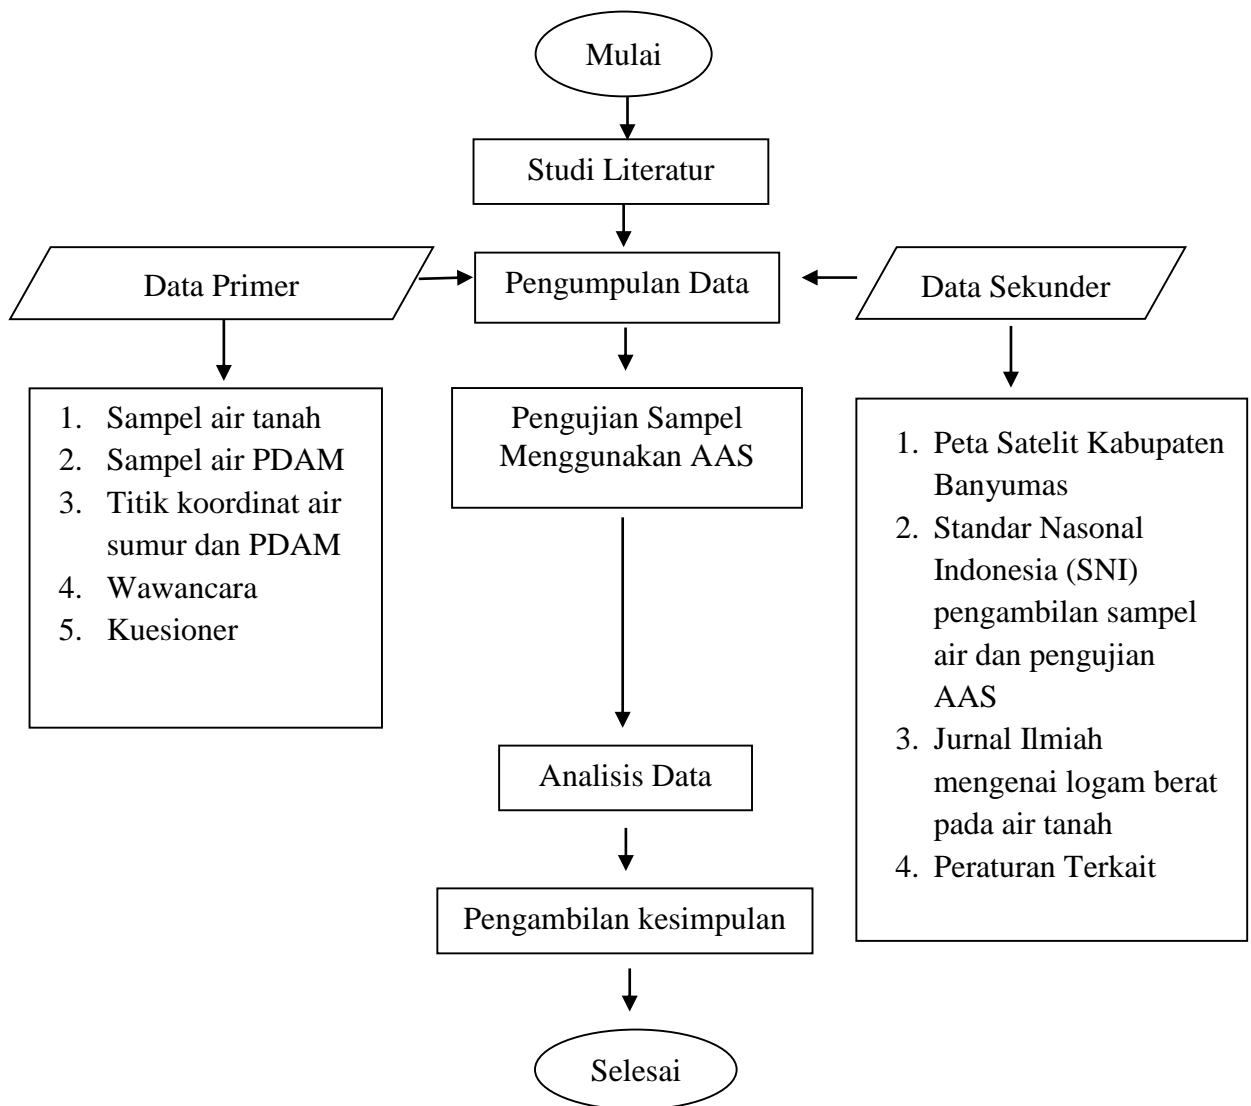 Mulai
Studi Literatur
Data Primer
Pengumpulan Data
Data Sekunder
1. Sampel air tanah
2. Sampel air PDAM
3. Titik koordinat air
sumur dan PDAM
4. Wawancara
5. Kuesioner
Pengujian Sampel
Menggunakan AAS
1. Peta Satelit Kabupaten
Banyumas
2. Standar Nasonal
Indonesia (SNI)
pengambilan sampel
air dan pengujian
AAS
3. Jurnal Ilmiah
mengenai logam berat
pada air tanah
4. Peraturan Terkait
Analisis Data
Pengambilan kesimpulan
Selesai